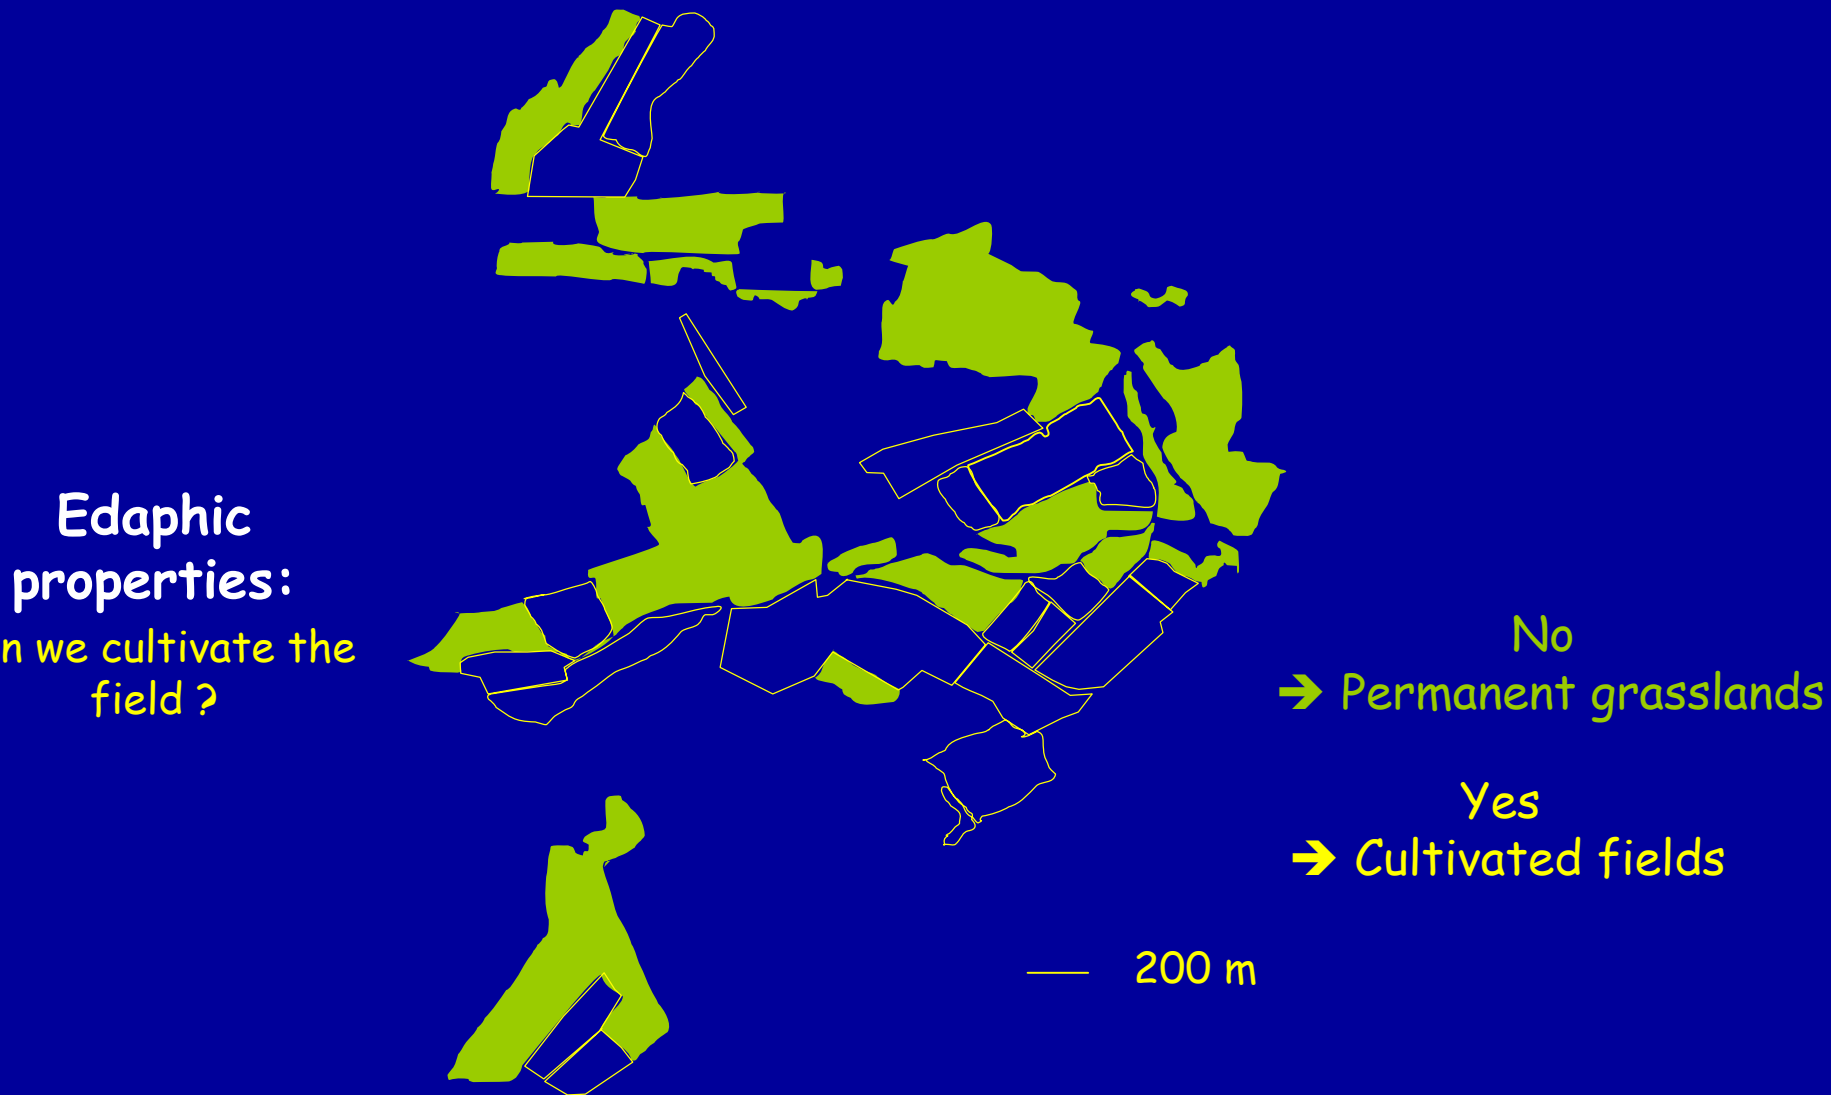 Edaphic
properties:
n we cultivate the
field ?
No
➔ Permanent grasslands
Yes
➔ Cultivated fields
200 m